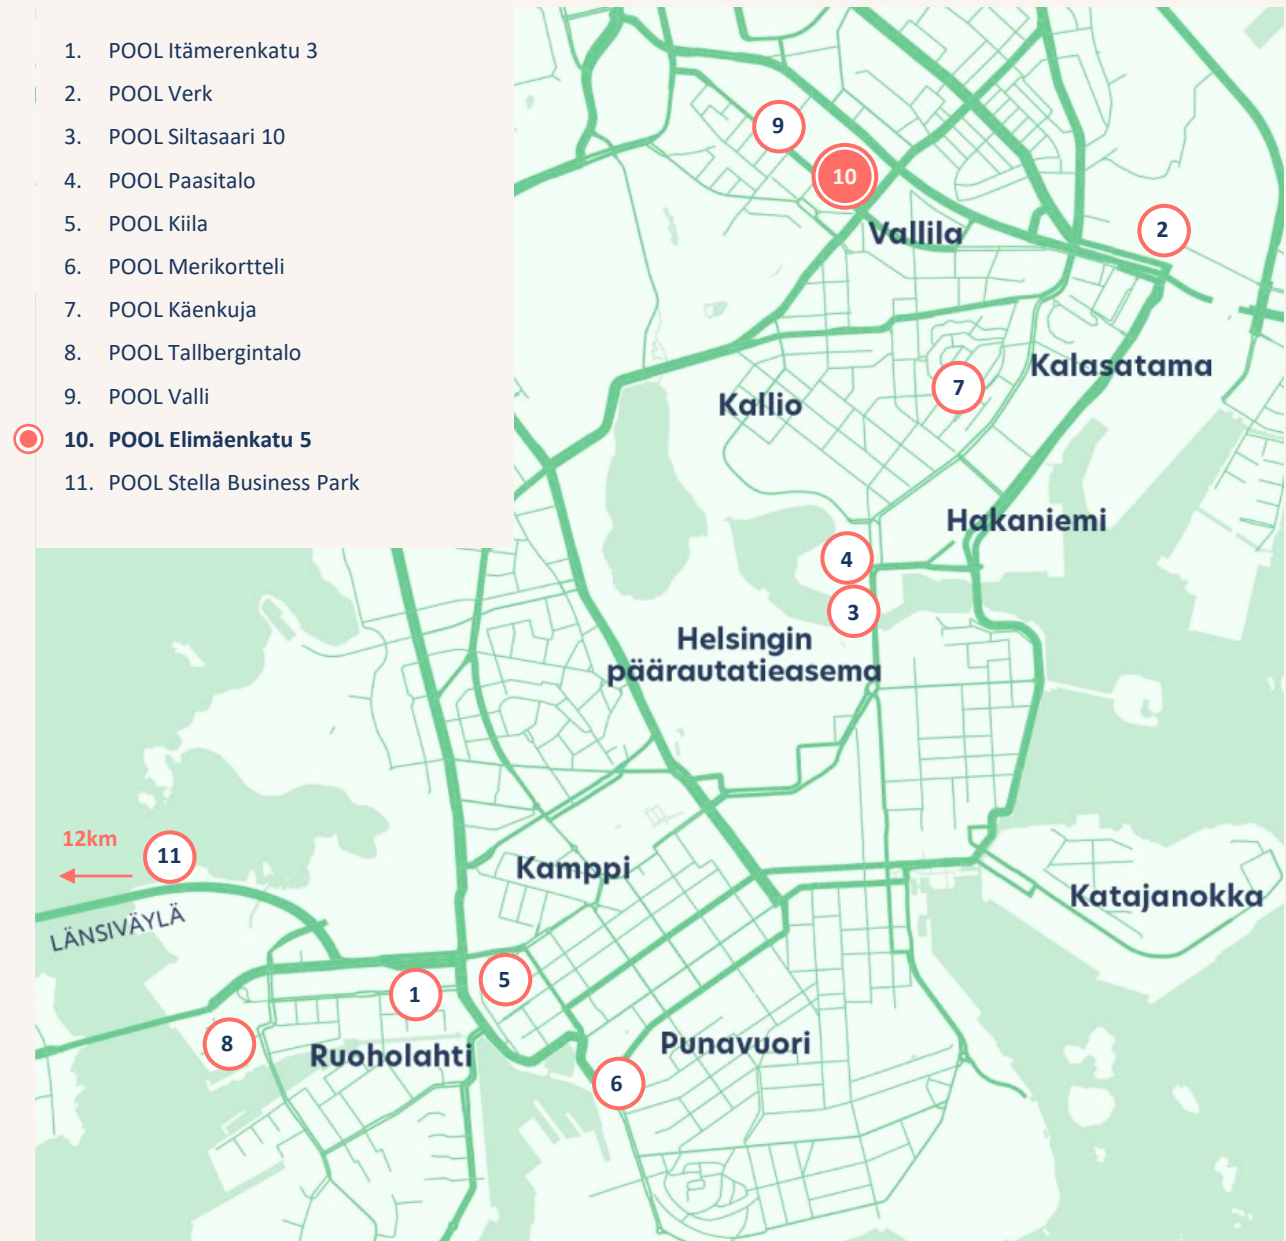 1. POOL Itämerenkatu 3
2. POOL Verk
3. POOL Siltasaari 10
4. POOL Paasitalo
5. POOL Kiila
6. POOL Merikortteli
7. POOL Käenkuja
8. POOL Tallbergintalo
9. POOL Valli
10. POOL Elimäenkatu 5
11. POOL Stella Business Park
9
10
2
Vallila
Kalasatama
7
Kallio
Hakaniemi
4
3
Helsingin
päärautatieasema
12km
11
Kamppi
Katajanokka
LÄNSIVÄYLÄ
5
1
8
Ruoholahti
Punavuori
6